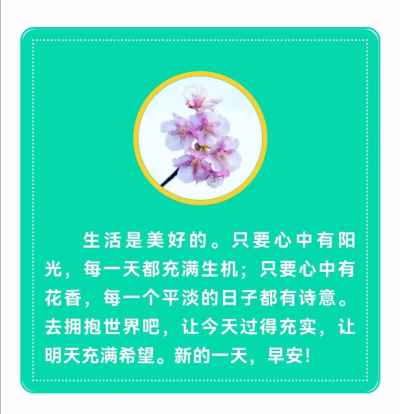 生活是美好的。只要心中有阳
光，每一天都充满生机；只要心中有
花香，每一个平淡的日子都有诗意。
去拥抱世界吧，让今天过得充实，让
明天充满希望。新的一天，早安！